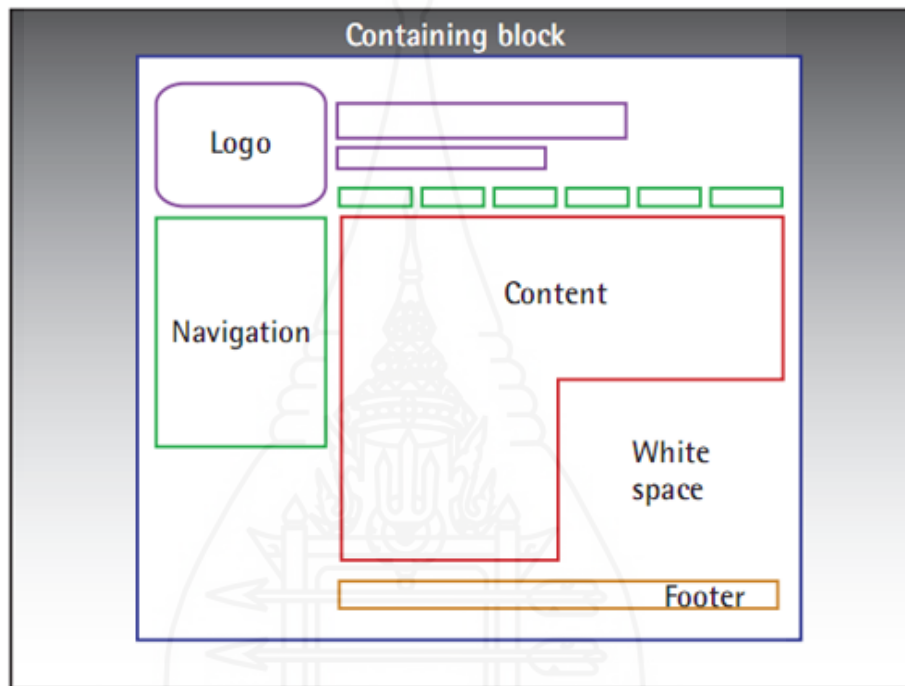 Containing block
Logo
Navigation
Content
White
space
Footer